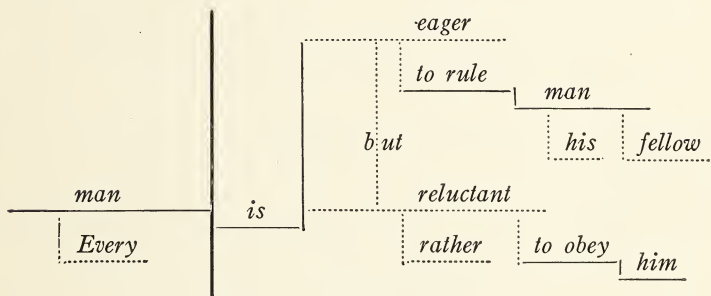 eager
to rule man
but his fellow
man is reluctant
Every rather to obey him